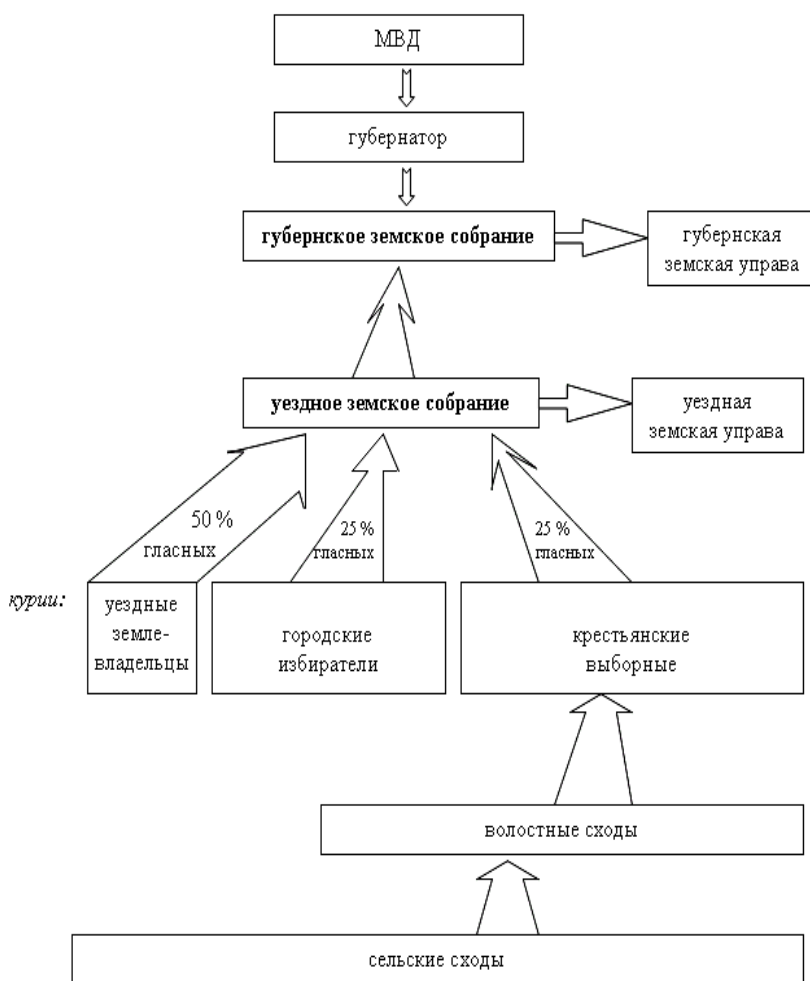 МВД
губернатор
губернское земское собрание
губернская
земская управа
уездное земское собрание
уездная
земская управа
50 %
гласных
25 %
гласных
25 %
гласных
курии:
уездные
земле-
владельцы
городские
избиратели
крестьянские
выборные
волостные сходы
сельские сходы